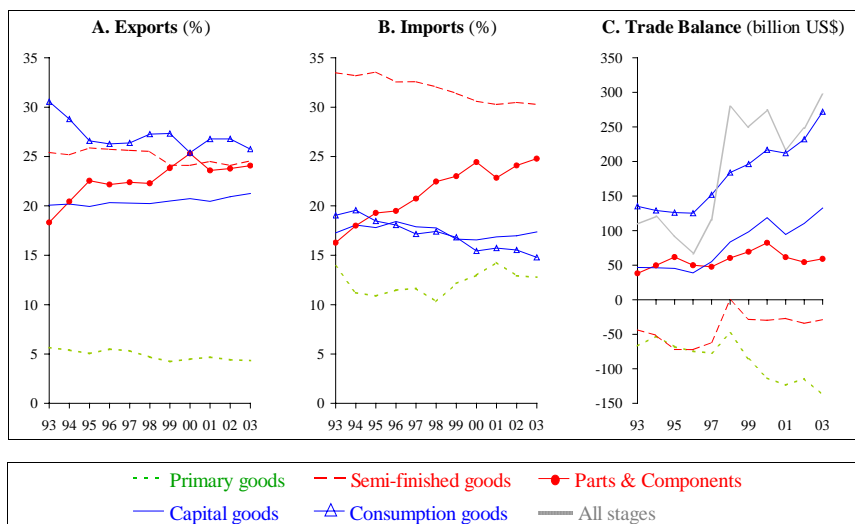 A. Exports (%)
B. Imports (%)
C. Trade Balance (billion US$)
35
30
25
20
15
10
5
0
93 94 95 96 97 98 99 00 01 02 03
35
30
25
20
15
10
5
0
93 94 95 96 97 98 99 00 01 02 03
350
300
250
200
150
100
50
0
-50
-100
-150
93 95 97 99 01 03
Primary goods
Semi-finished goods
Parts & Components
Capital goods
Consumption goods
All stages